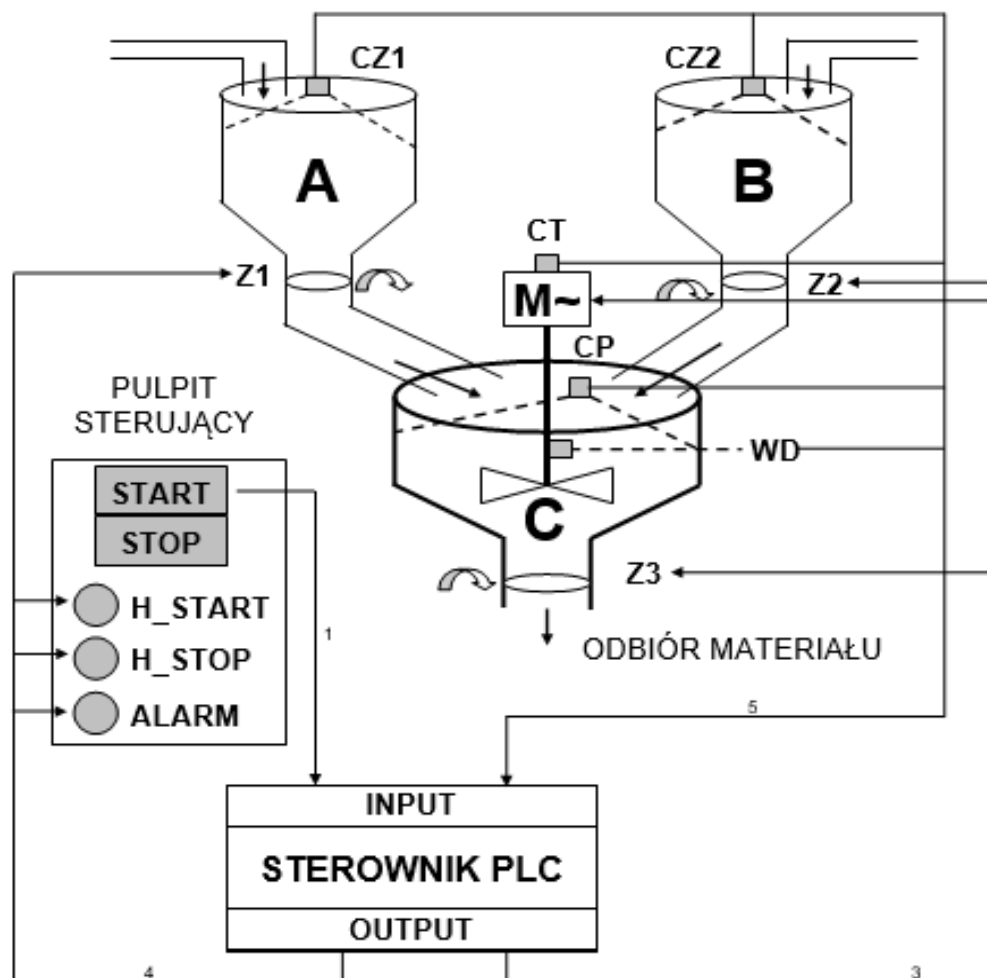 CZ1
CZ2
A
B
CT
Z1
M~
Z2
CP
PULPIT
STERUJĄCY
START
WD
STOP
C
Z3
H_START
1
H_STOP
ODBIÓR MATERIAŁU
ALARM
5
INPUT
STEROWNIK PLC
OUTPUT
4
3